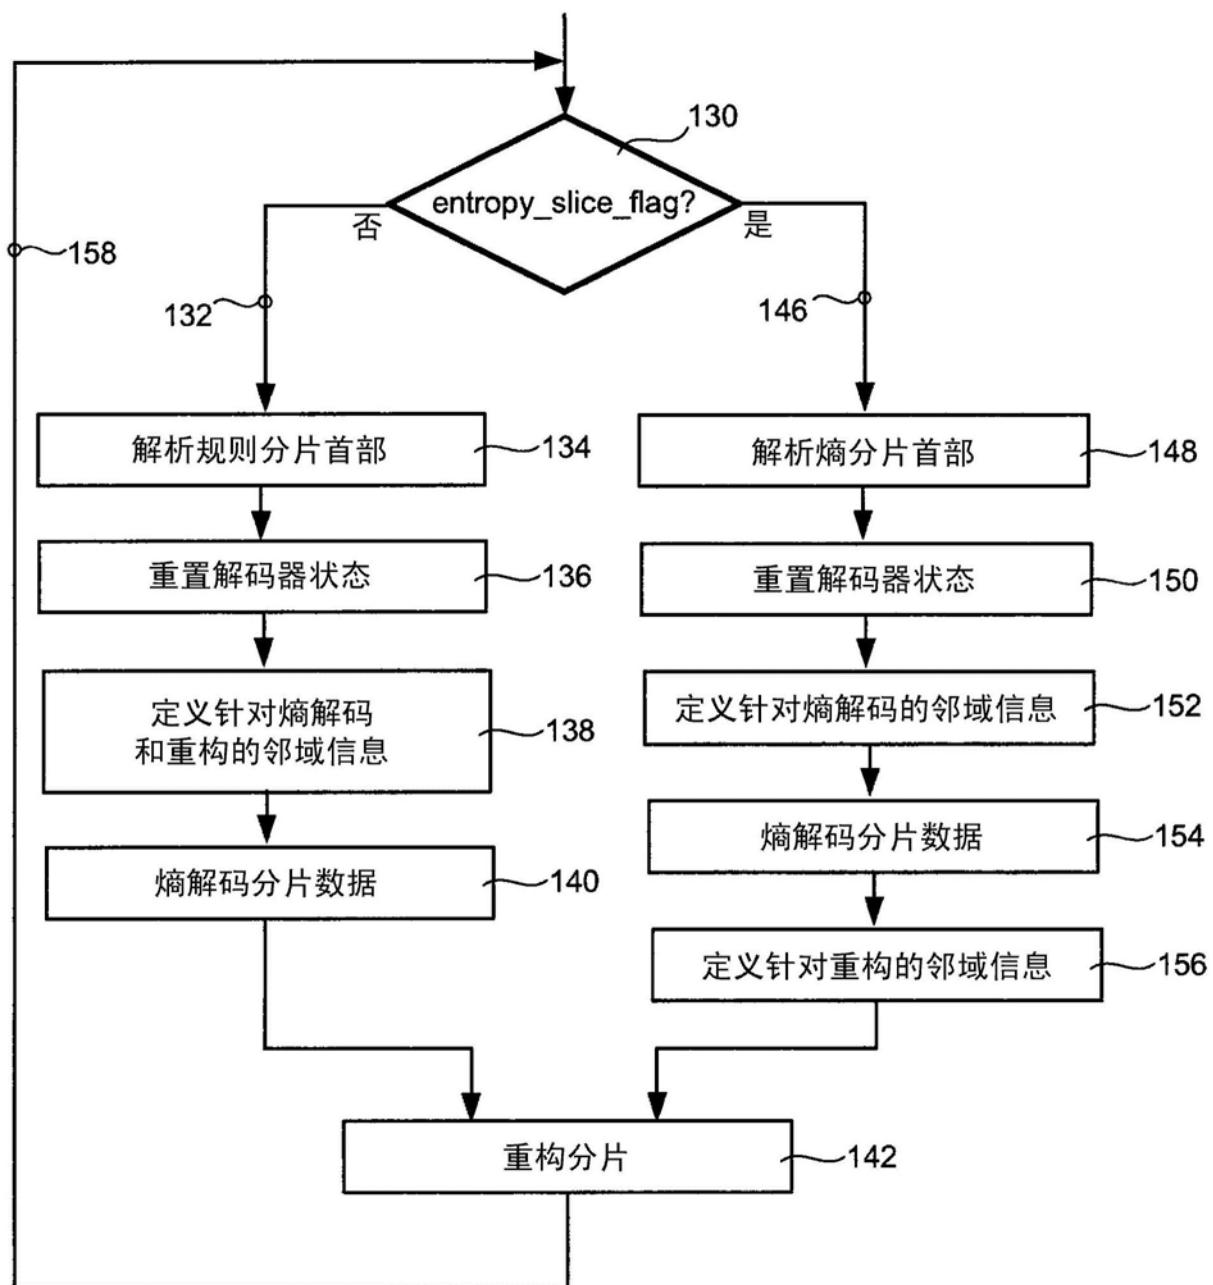 130
entropy_slice_flag?
否
是
158
132
146
解析规则分片首部
134
解析熵分片首部
148
重置解码器状态
136
重置解码器状态
150
定义针对熵解码
和重构的邻域信息
138
定义针对熵解码的邻域信息
152
熵解码分片数据
154
熵解码分片数据
140
定义针对重构的邻域信息
156
重构分片
142